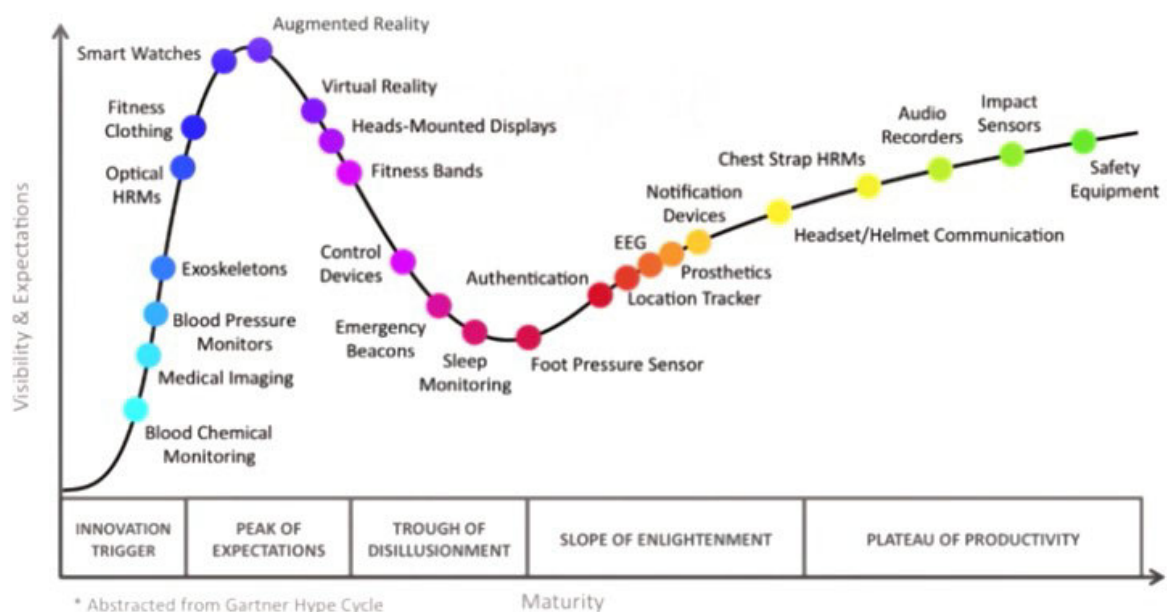 Augmented Reality
Smart Watches
Virtual Reality
Fitness
Clothing
Heads-Mounted Displays
Optical
HRMs
Fitness Bands
Audio
Recorders
Impact
Sensors
Chest Strap HRMs
Safety
Equipment
Notification
Devices
Headset/Helmet Communication
Exoskeletons
Control
Devices
EEG
Authentication
Prosthetics
Location Tracker
Blood Pressure
Monitors
Emergency
Beacons
Sleep
Monitoring
Foot Pressure Sensor
Medical Imaging
Blood Chemical
Monitoring
Visibility & Expectations
INNOVATION
TRIGGER
PEAK OF
EXPECTATIONS
TROUGH OF
DISILLUSIONMENT
SLOPE OF ENLIGHTENMENT
PLATEAU OF PRODUCTIVITY
* Abstracted from Gartner Hype Cycle
Maturity